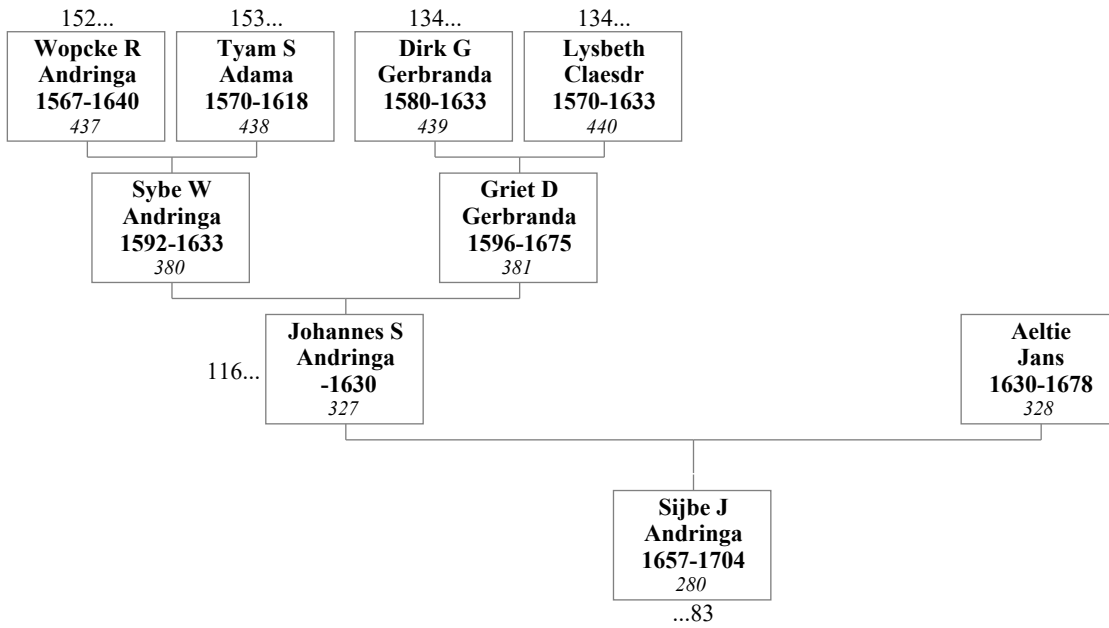 152...
Wopcke R
Andringa
1567-1640
437
153...
Tyam S
Adama
1570-1618
438
134...
Dirk G
Gerbranda
1580-1633
439
134...
Lysbeth
Claesdr
1570-1633
440
Sybe W
Andringa
1592-1633
380
Griet D
Gerbranda
1596-1675
381
116...
Johannes S
Andringa
-1630
327
Aeltie
Jans
1630-1678
328
Sijbe J
Andringa
1657-1704
280
...83